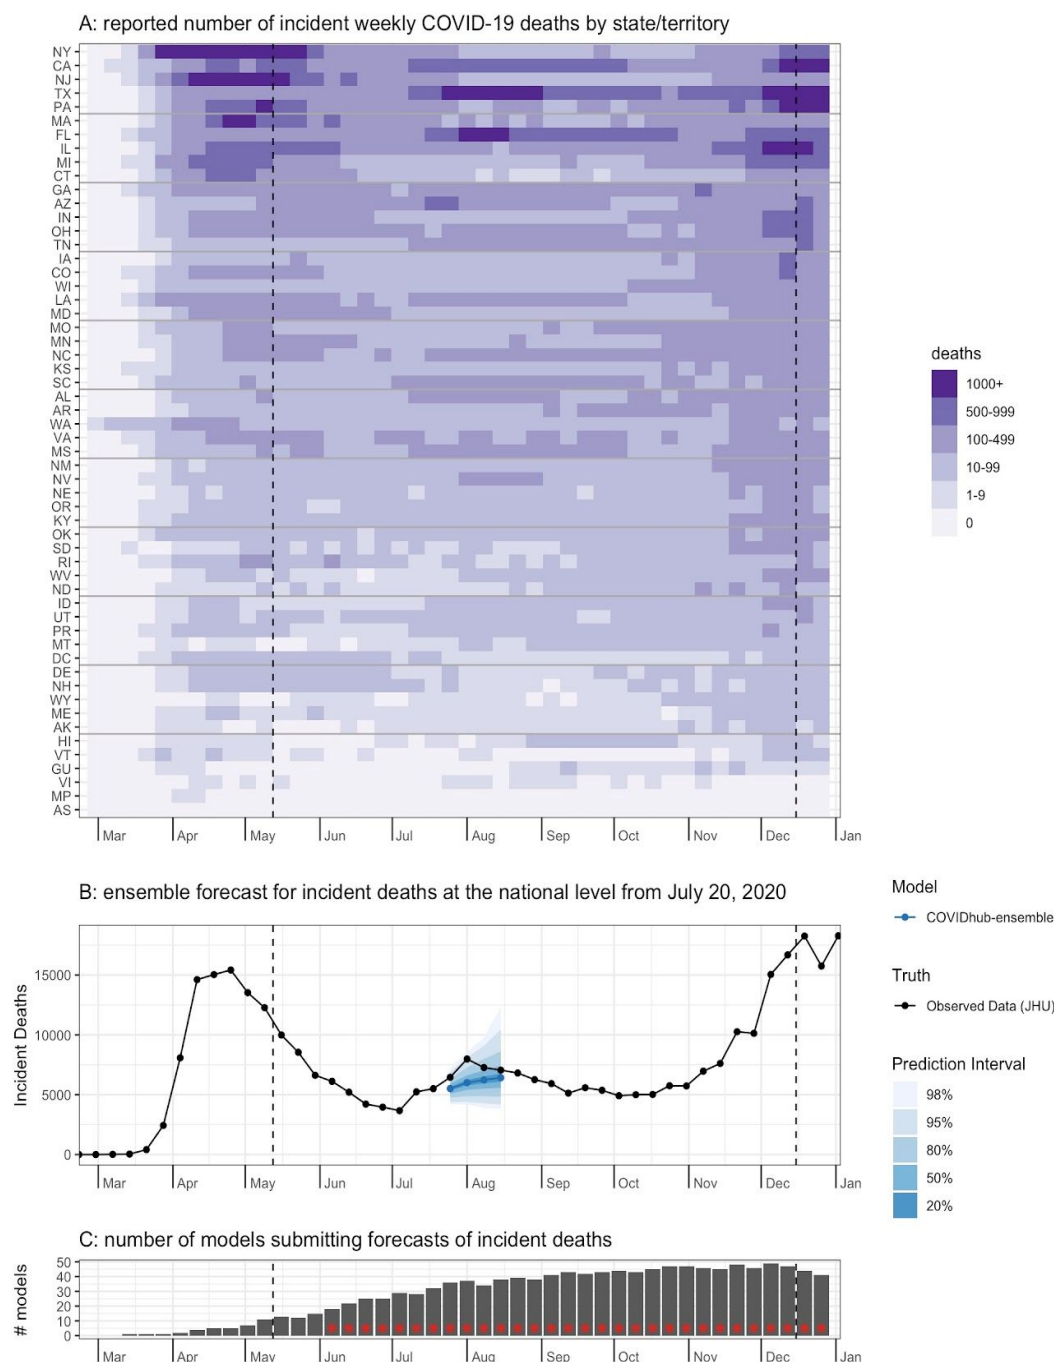 A: reported number of incident weekly COVID-19 deaths by state/territory
NY
CA
NJ
TX
PA
MA
FL
IL
MI
CT
GA
AZ
IN
OH
TN
IA
CO
WI
LA
MD
MO
MN
NC
KS
SC
AL
AR
WA
VA
MS
NM
NV
NE
OR
KY
OK
SD
RI
WV
ND
ID
UT
PR
MT
DC
DE
NH
WY
ME
AK
HI
VT
GU
VI
MP
AS
Mar Apr May Jun Jul Aug Sep Oct Nov Dec Jan
deaths
1000+
500-999
100-499
10-99
1-9
0
B: ensemble forecast for incident deaths at the national level from July 20, 2020
Incident Deaths
15000
10000
5000
0
Mar Apr May Jun Jul Aug Sep Oct Nov Dec Jan
Model
COVIDhub-ensemble
Truth
Observed Data (JHU)
Prediction Interval
98%
95%
80%
50%
20%
C: number of models submitting forecasts of incident deaths
# models
50
40
30
20
10
0
Mar Apr May Jun Jul Aug Sep Oct Nov Dec Jan